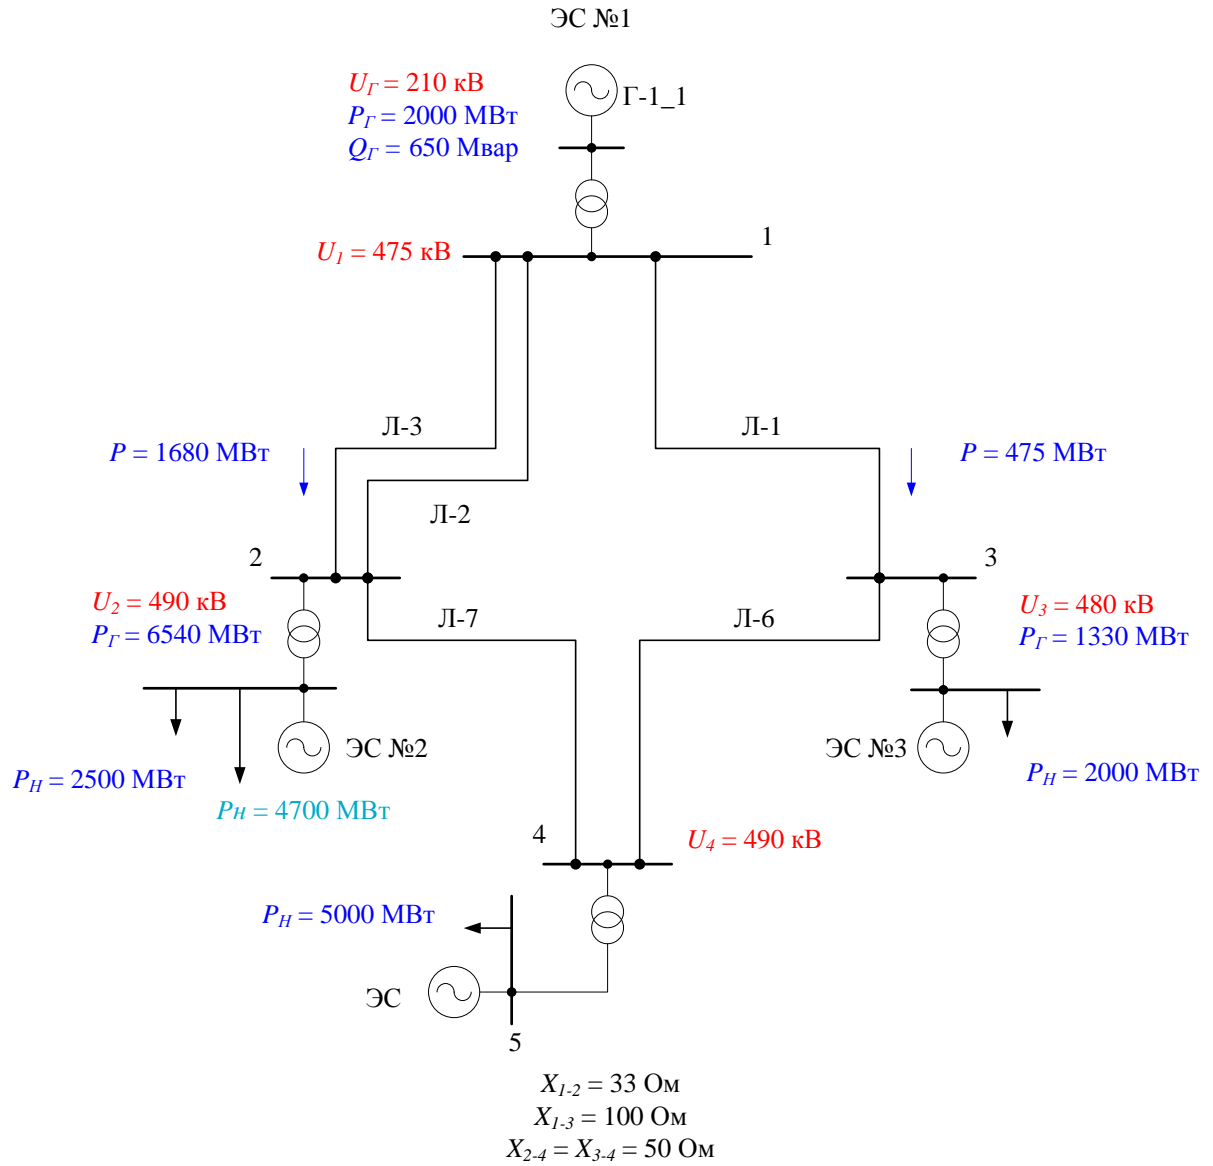 ЭС №1
U_Г = 210 кВ
P_Г = 2000 МВт
Q_Г = 650 Мвар
Г-1_1
1
U_1 = 475 кВ
Л-3
Л-1
P = 1680 МВт
P = 475 МВт
Л-2
2
3
U_2 = 490 кВ
P_Г = 6540 МВт
Л-7
Л-6
U_3 = 480 кВ
P_Г = 1330 МВт
ЭС №2
ЭС №3
P_Н = 2500 МВт
P_Н = 2000 МВт
Pн = 4700 МВт
4
U_4 = 490 кВ
P_Н = 5000 МВт
ЭС
5
X_1-2 = 33 Ом
X_1-3 = 100 Ом
X_2-4 = X_3-4 = 50 Ом